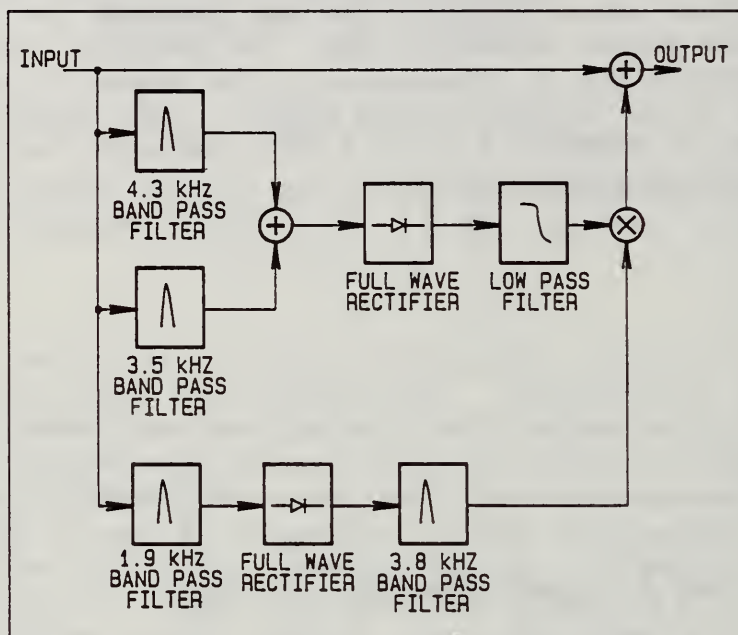 INPUT
OUTPUT
4.3 kHZ
BAND PASS
FILTER
FULL WAVE
RECTIFIER
LOW PASS
FILTER
3.5 kHZ
BAND PASS
FILTER
1.9 kHZ
BAND PASS
FILTER
FULL WAVE
RECTIFIER
3.8 kHZ
BAND PASS
FILTER